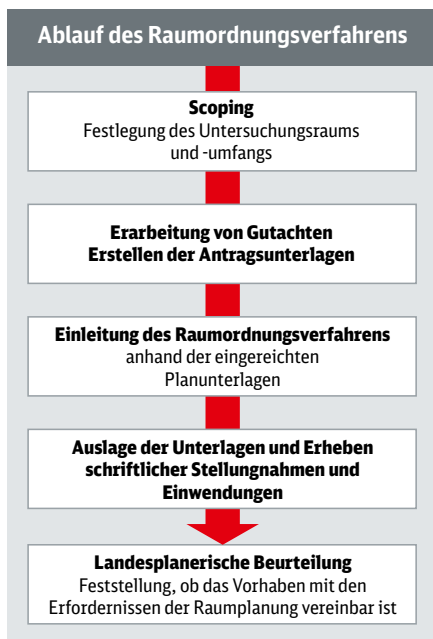 Ablauf des Raumordnungsverfahrens
Scoping
Festlegung des Untersuchungsraums
und -umfangs
Erarbeitung von Gutachten
Erstellen der Antragsunterlagen
Einleitung des Raumordnungsverfahrens
anhand der eingereichten
Planunterlagen
Auslage der Unterlagen und Erheben
schriftlicher Stellungnahmen und
Einwendungen
Landesplanerische Beurteilung
Feststellung, ob das Vorhaben mit den
Erfordernissen der Raumplanung vereinbar ist